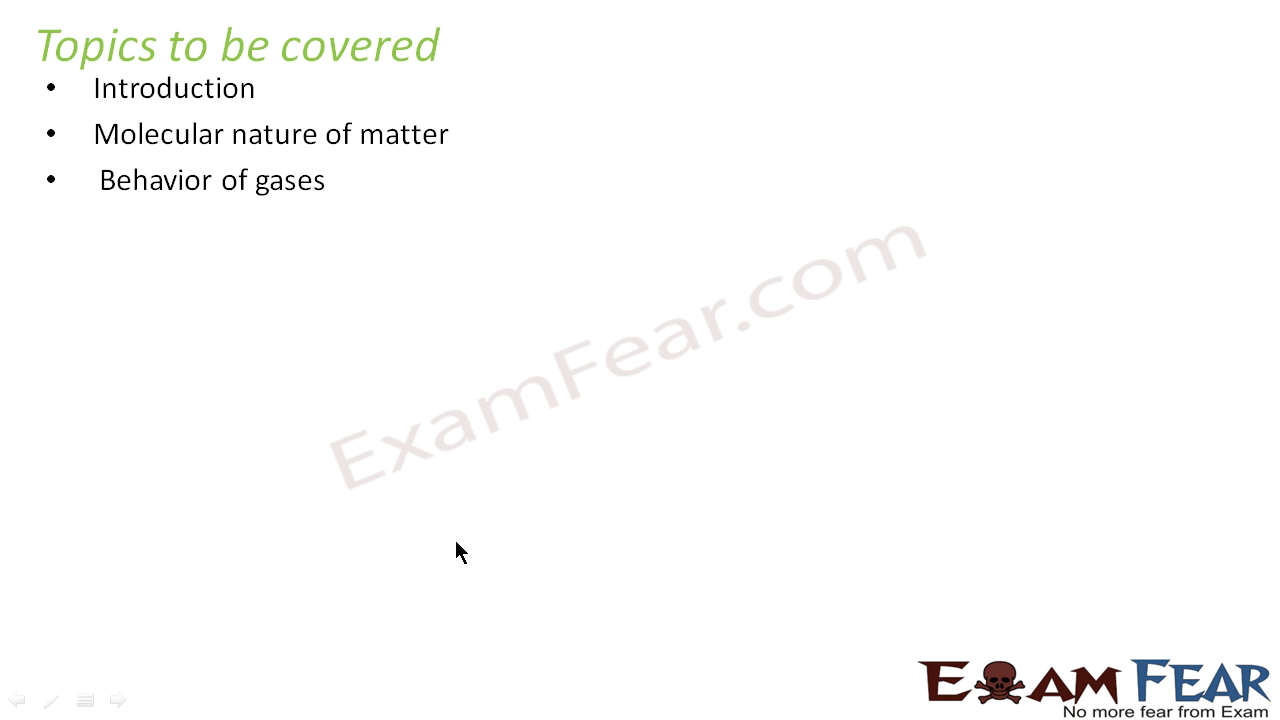 Topics to be covered
• Introduction
• Molecular nature of matter
• Behavior of gases
ExamFear.com
EXAM FEAR
No more fear from Exam